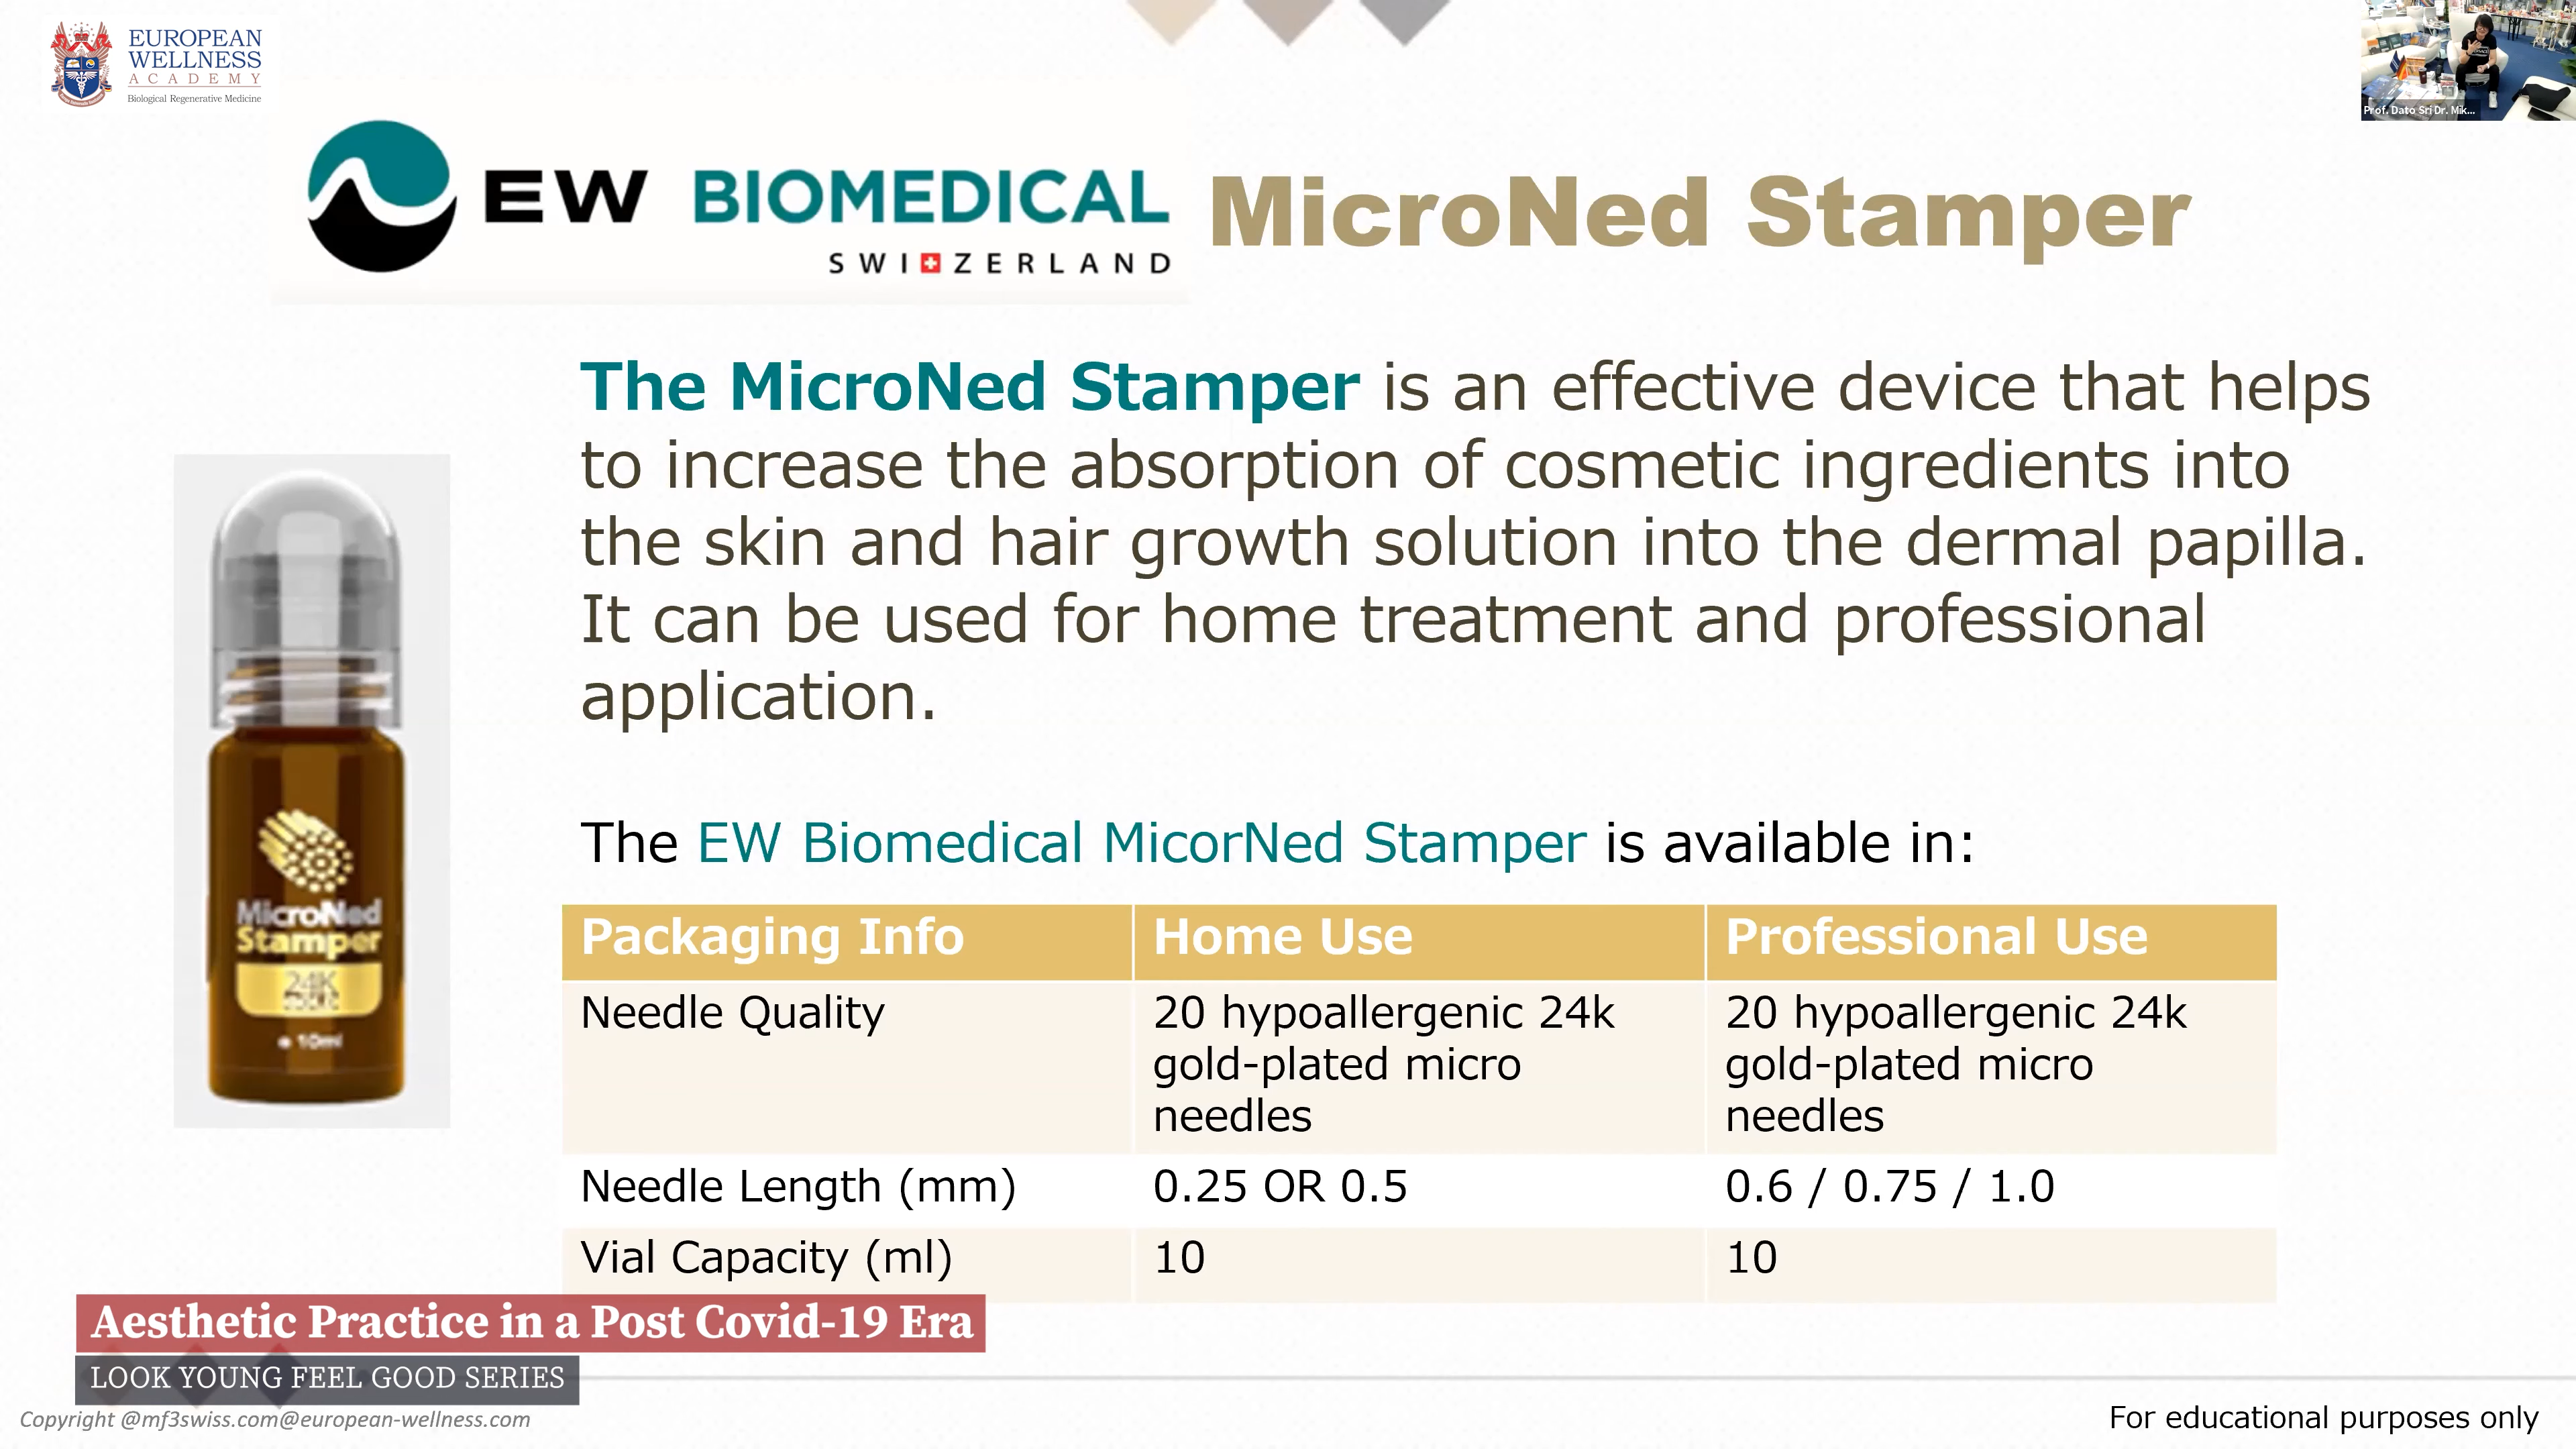 EUROPEAN
WELLNESS
ACADEMY
Biological Regenerative Medicine
Prof. Dato Sri Dr. Mik...
EW BIOMEDICAL
SWITZERLAND
MicroNed Stamper
The MicroNed Stamper is an effective device that helps
to increase the absorption of cosmetic ingredients into
the skin and hair growth solution into the dermal papilla.
It can be used for home treatment and professional
application.
MicroNed
Stamper
24K
GOLD
10ml
The EW Biomedical MicorNed Stamper is available in:
Packaging Info Home Use Professional Use
Needle Quality 20 hypoallergenic 24k 20 hypoallergenic 24k
gold-plated micro gold-plated micro
needles needles
Needle Length (mm) 0.25 OR 0.5 0.6 / 0.75 / 1.0
Vial Capacity (ml) 10 10
Aesthetic Practice in a Post Covid-19 Era
LOOK YOUNG FEEL GOOD SERIES
Copyright @mf3swiss.com@european-wellness.com
For educational purposes only